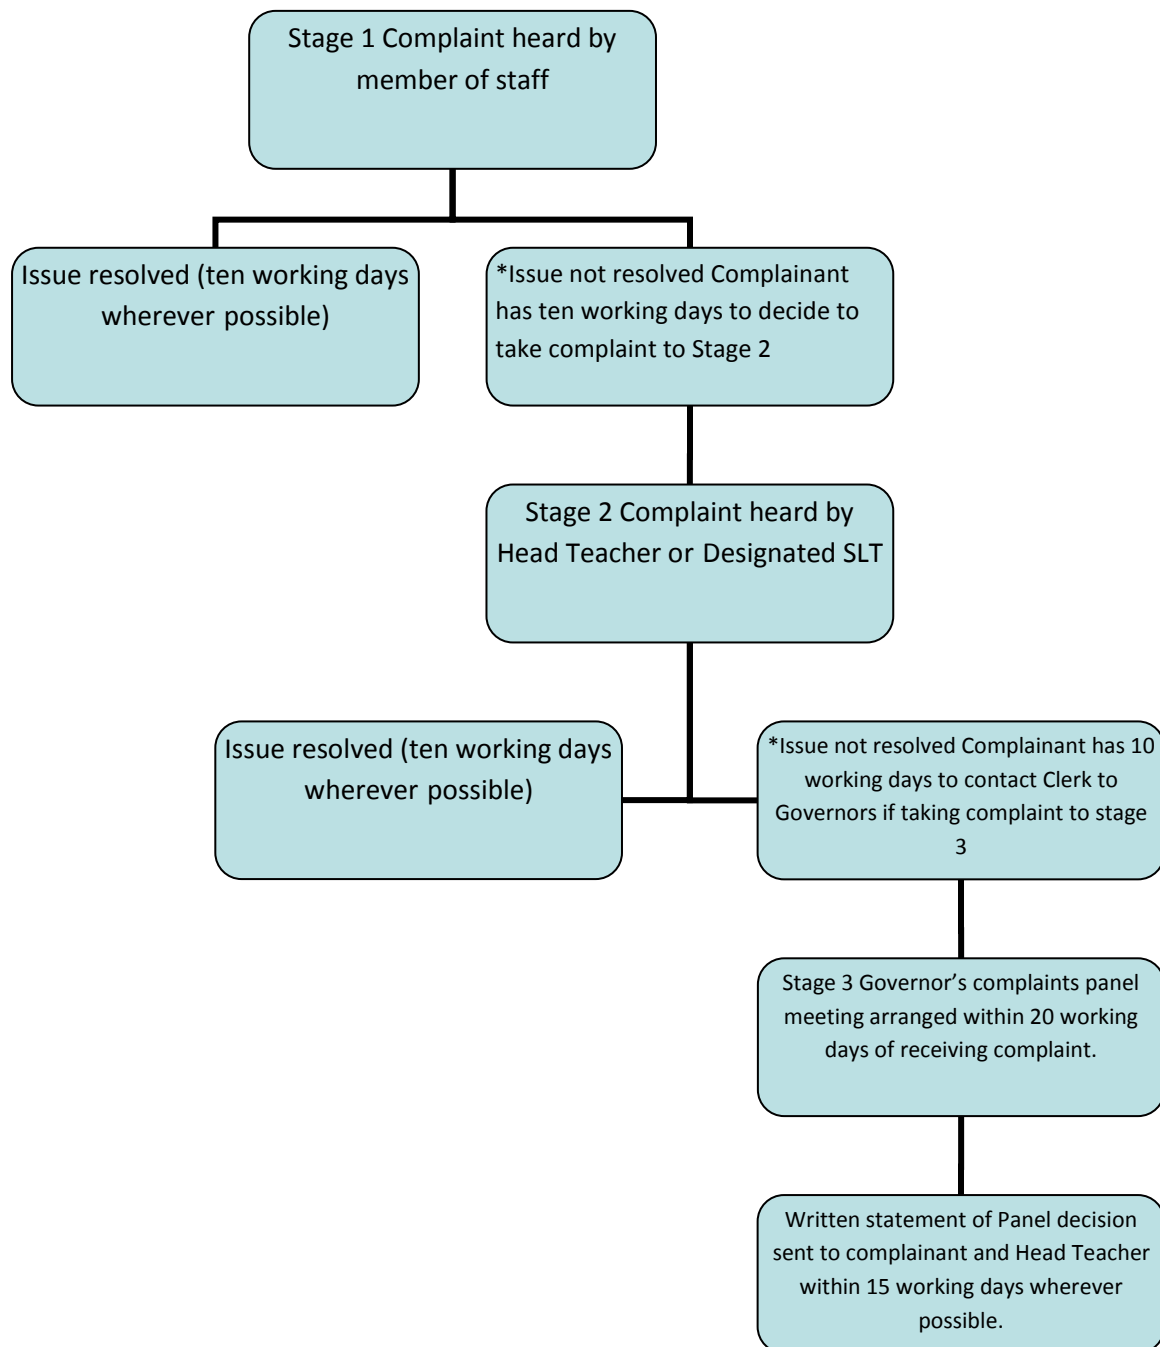 Stage 1 Complaint heard by
member of staff
Issue resolved (ten working days
wherever possible)
*Issue not resolved Complainant
has ten working days to decide to
take complaint to Stage 2
Stage 2 Complaint heard by
Head Teacher or Designated SLT
Issue resolved (ten working days
wherever possible)
*Issue not resolved Complainant has 10
working days to contact Clerk to
Governors if taking complaint to stage
3
Stage 3 Governor’s complaints panel
meeting arranged within 20 working
days of receiving complaint.
Written statement of Panel decision
sent to complainant and Head Teacher
within 15 working days wherever
possible.